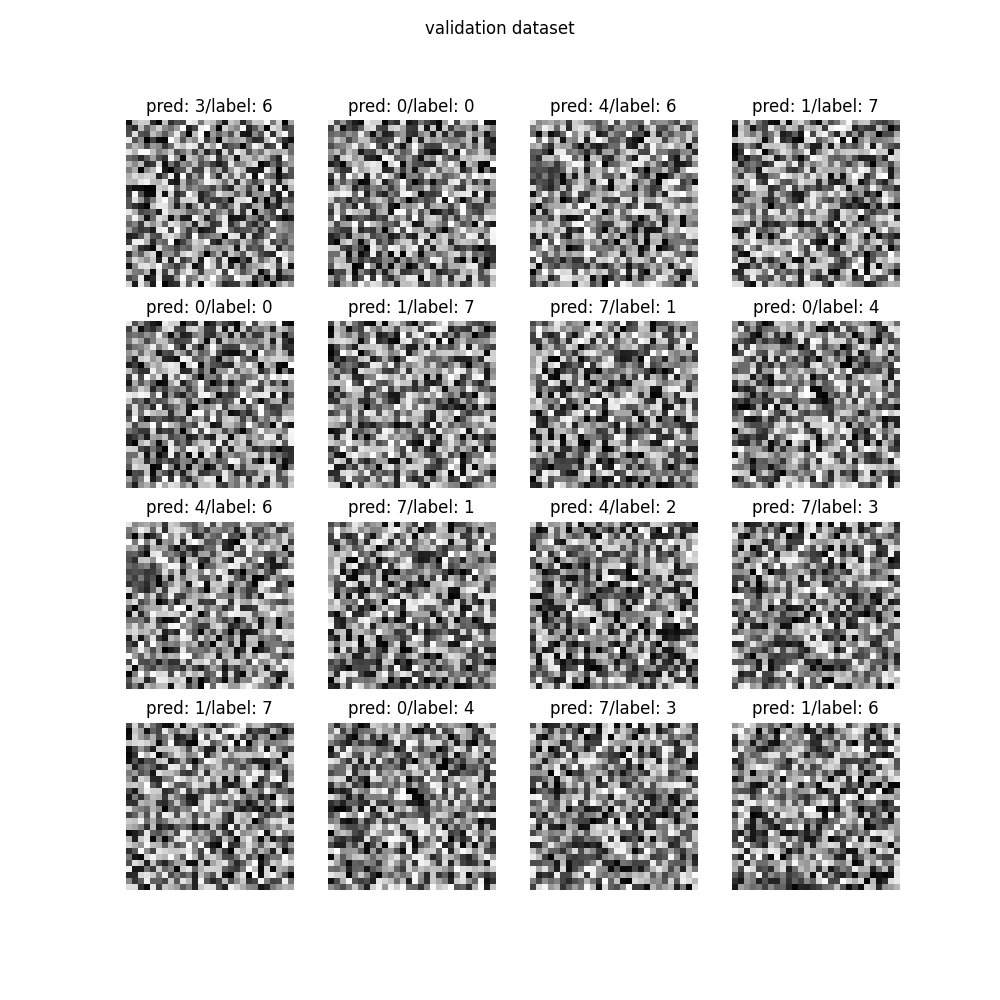 validation dataset
pred: 3/label: 6
pred: 0/label: 0
pred: 4/label: 6
pred: 1/label: 7
pred: 0/label: 0
pred: 1/label: 7
pred: 7/label: 1
pred: 0/label: 4
pred: 4/label: 6
pred: 7/label: 1
pred: 4/label: 2
pred: 7/label: 3
pred: 1/label: 7
pred: 0/label: 4
pred: 7/label: 3
pred: 1/label: 6